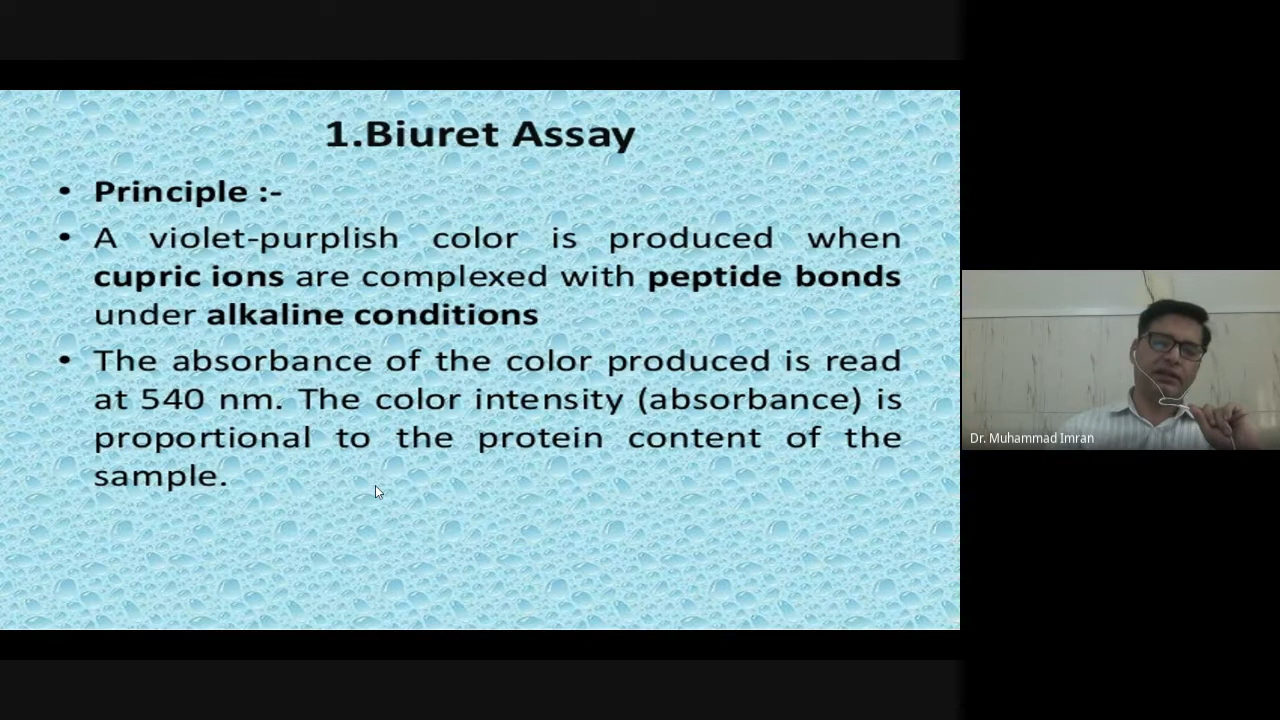 1.Biuret Assay
• Principle :-
• A violet-purplish color is produced when
cupric ions are complexed with peptide bonds
under alkaline conditions
• The absorbance of the color produced is read
at 540 nm. The color intensity (absorbance) is
proportional to the protein content of the
sample.
Dr. Muhammad Imran